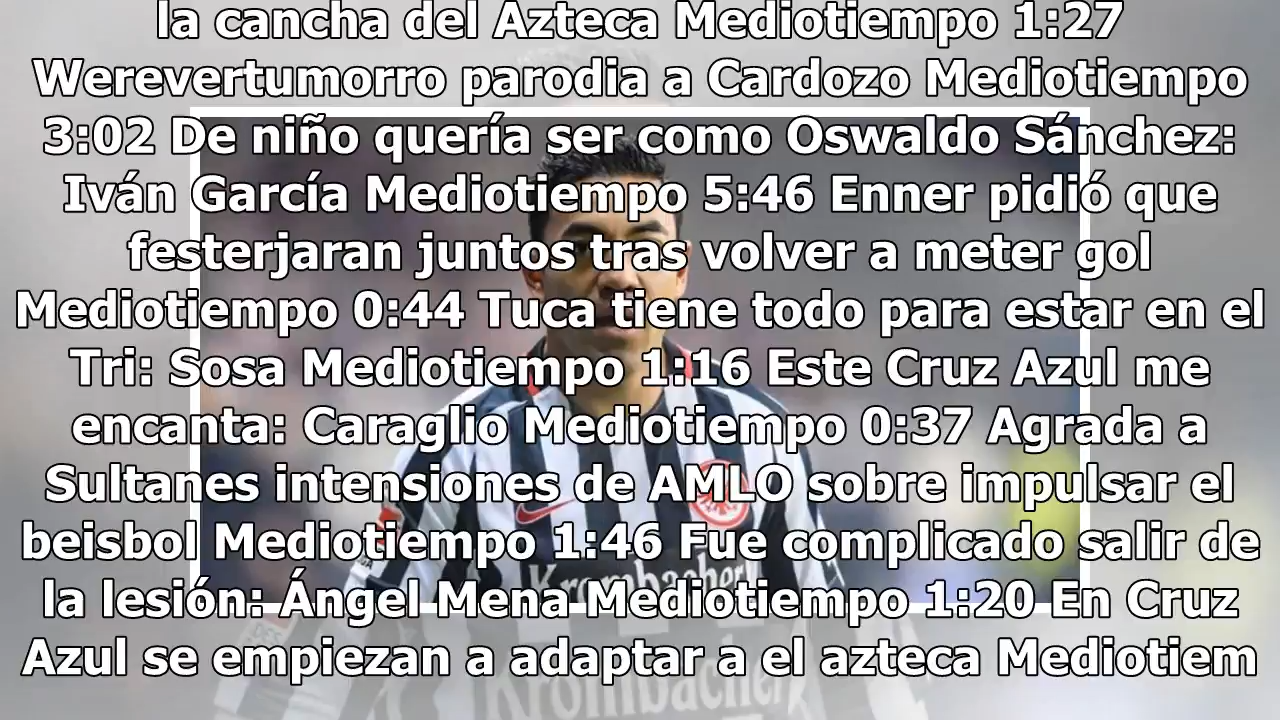 la cancha del Azteca Mediotiempo 1:27
Werevertumorro parodia a Cardozo Mediotiempo
3:02 De niño quería ser como Oswaldo Sánchez:
Iván García Mediotiempo 5:46 Enner pidió que
festerjaran juntos tras volver a meter gol
Mediotiempo 0:44 Tuca tiene todo para estar en el
Tri: Sosa Mediotiempo 1:16 Este Cruz Azul me
encanta: Caraglio Mediotiempo 0:37 Agrada a
Sultanes intensiones de AMLO sobre impulsar el
beisbol Mediotiempo 1:46 Fue complicado salir de
la lesión: Ángel Mena Mediotiempo 1:20 En Cruz
Azul se empiezan a adaptar a el azteca Mediotiem
Krombacher
Krombacher